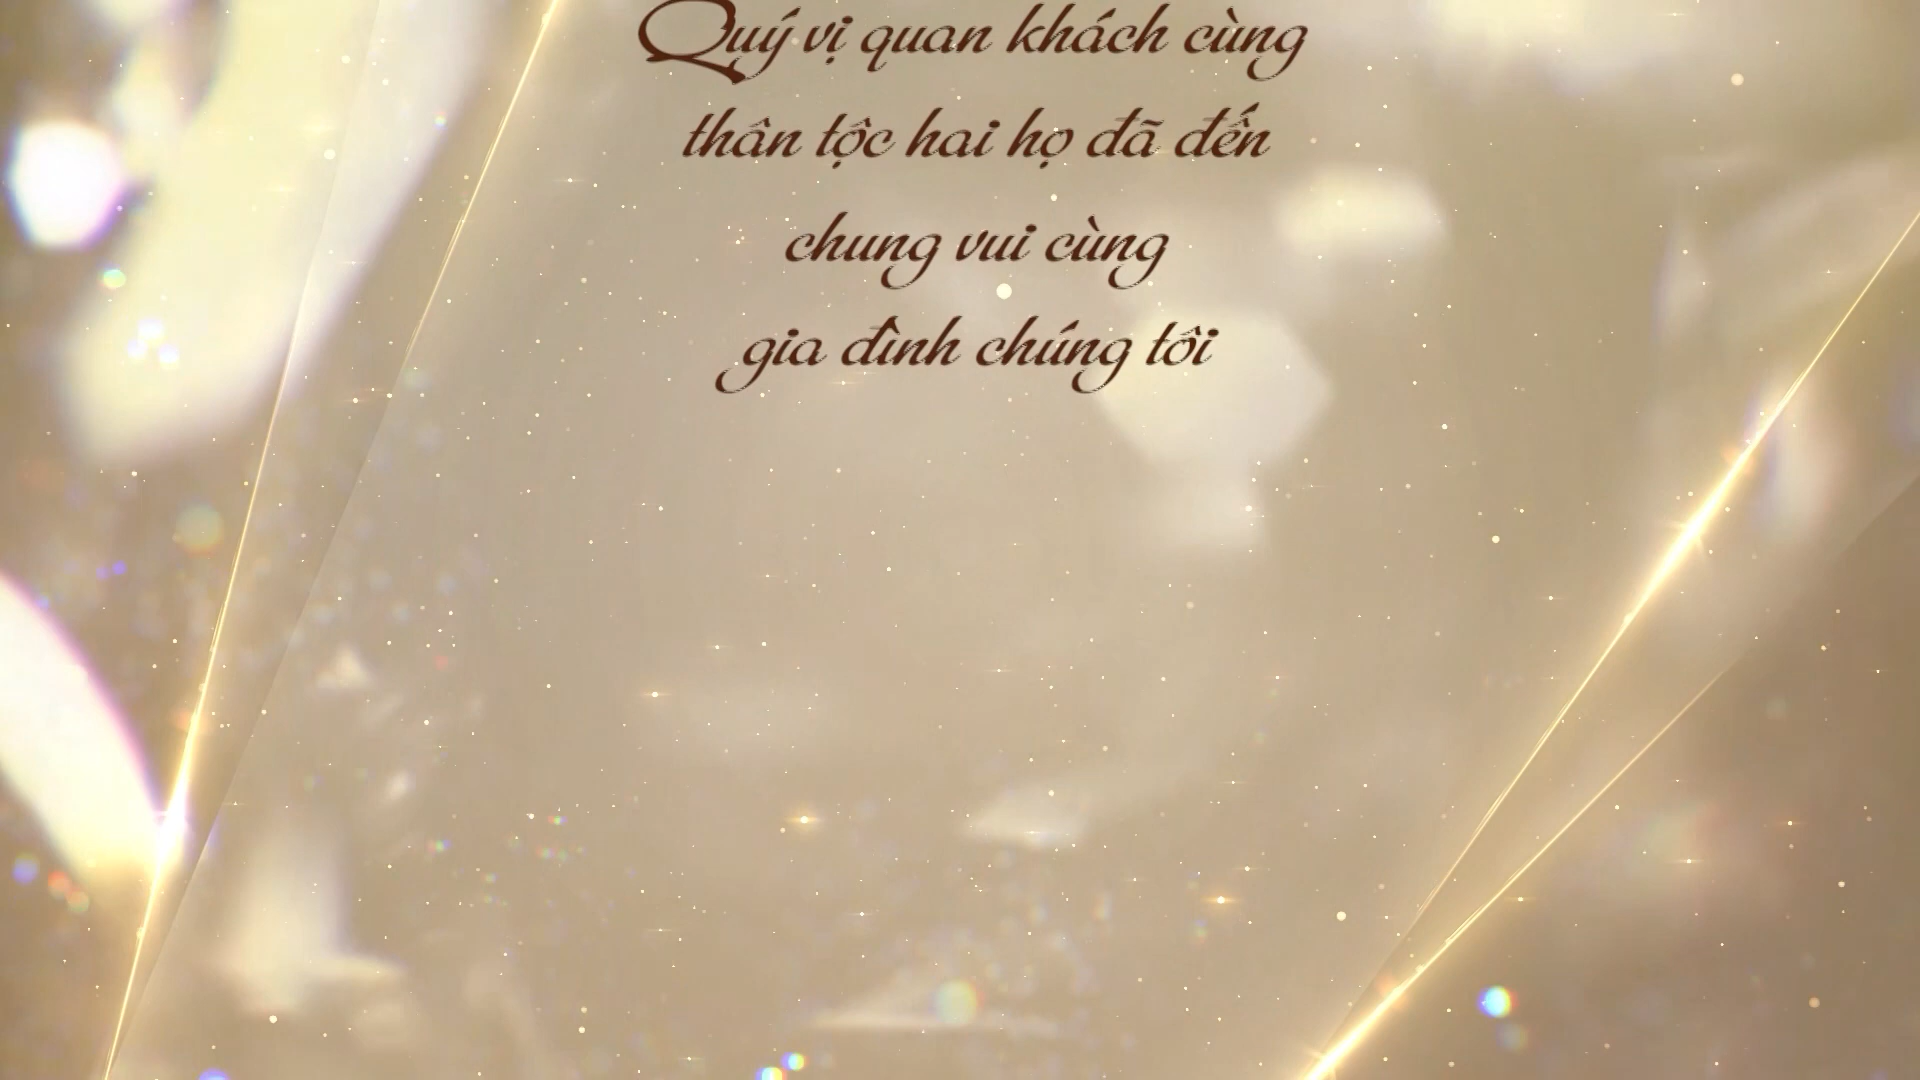 Quý vị quan khách cùng
thân tộc hai họ đã đến
chung vui cùng
gia đình chúng tôi